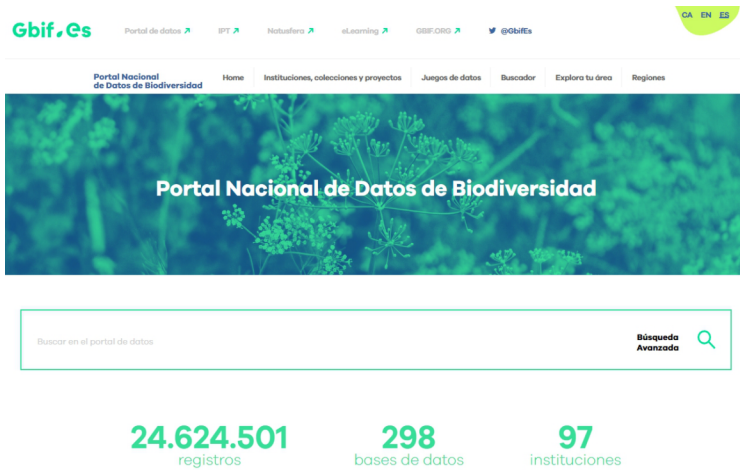 Gbif.es
Portal de datos IPT Natusfera eLearning GBIF.ORG @GbifEs
CA EN ES
Portal Nacional
de Datos de Biodiversidad
Home Instituciones, colecciones y proyectos Juegos de datos Buscador Explora tu área Regiones
Portal Nacional de Datos de Biodiversidad
Buscar en el portal de datos
Búsqueda
Avanzada
24.624.501 298 97
registros bases de datos instituciones